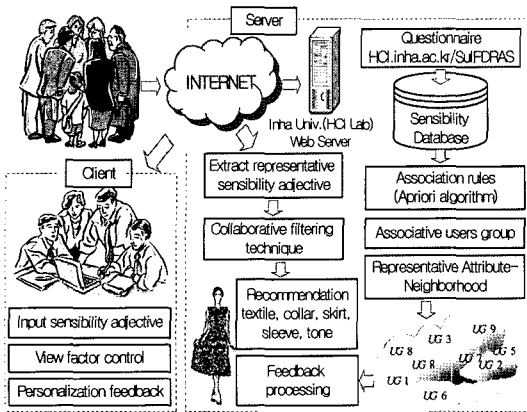 Server
Questionnaire
HCI.inha.ac.kr/SulFDRAS
INTERNET
Inha Univ.(HCI Lab)
Web Server
Sensibility
Database
Client
Extract representative
sensibility adjective
Association rules
(Apriori algorithm)
Collaborative filtering
technique
Associative users group
Representative Attribute-
Neighborhood
Recommendation
textile, collar, skirt,
sleeve, tone
Input sensibility adjective
View factor control
Personalization feedback
Feedback
processing
UG 9
UG 3
UG 8
UG 7
UG 5
UG 8
UG 2
UG 1
UG 6